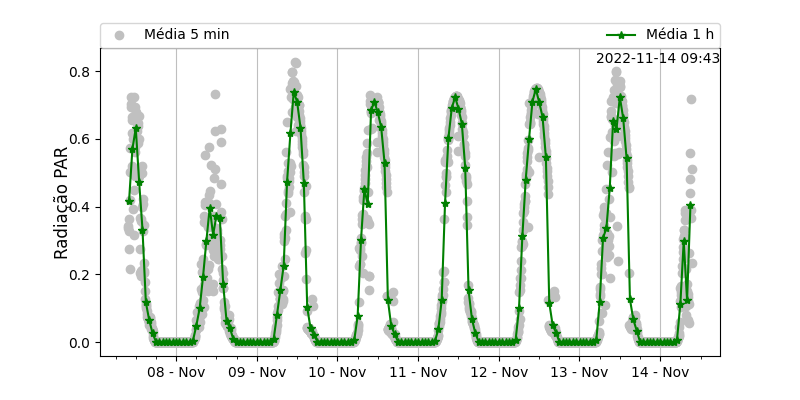 Média 5 min
Média 1 h
2022-11-14 09:43
Radiação PAR
0.8
0.6
0.4
0.2
0.0
08 - Nov
09 - Nov
10 - Nov
11 - Nov
12 - Nov
13 - Nov
14 - Nov